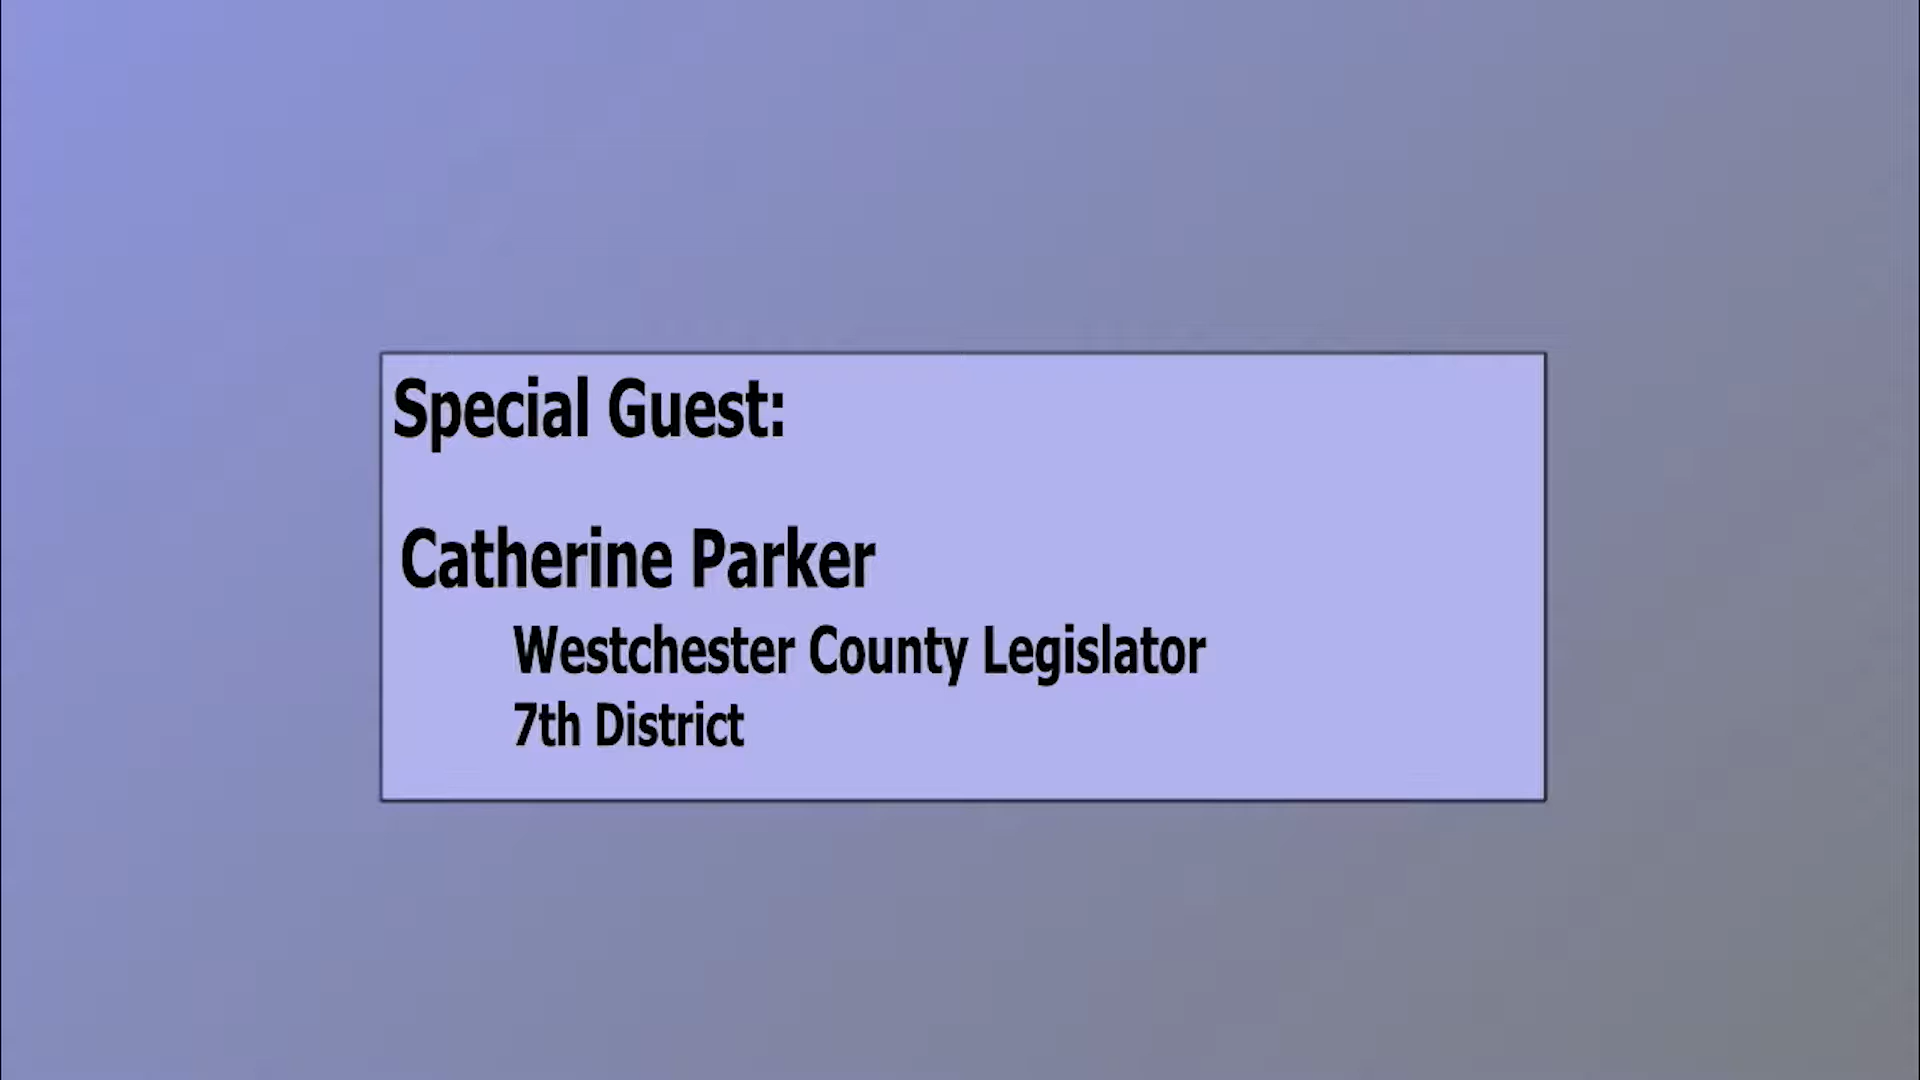 Special Guest:
Catherine Parker
Westchester County Legislator
7th District